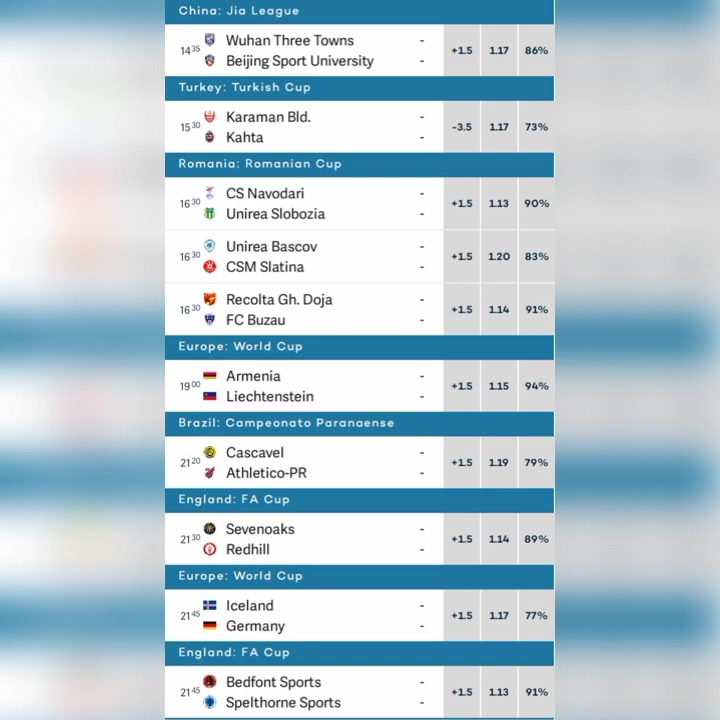 China: Jia League
14 35 Wuhan Three Towns - +1.5 1.17 86%
Beijing Sport University -
Turkey: Turkish Cup
15 30 Karaman Bld. - -3.5 1.17 73%
Kahta -
Romania: Romanian Cup
16 30 CS Navodari - +1.5 1.13 90%
Unirea Slobozia -
16 30 Unirea Bascov - +1.5 1.20 83%
CSM Slatina -
16 30 Recolta Gh. Doja - +1.5 1.14 91%
FC Buzau -
Europe: World Cup
19 00 Armenia - +1.5 1.15 94%
Liechtenstein -
Brazil: Campeonato Paranaense
21 20 Cascavel - +1.5 1.19 79%
Athletico-PR -
England: FA Cup
21 30 Sevenoaks - +1.5 1.14 89%
Redhill -
Europe: World Cup
21 45 Iceland - +1.5 1.17 77%
Germany -
England: FA Cup
21 45 Bedfont Sports - +1.5 1.13 91%
Spelthorne Sports -